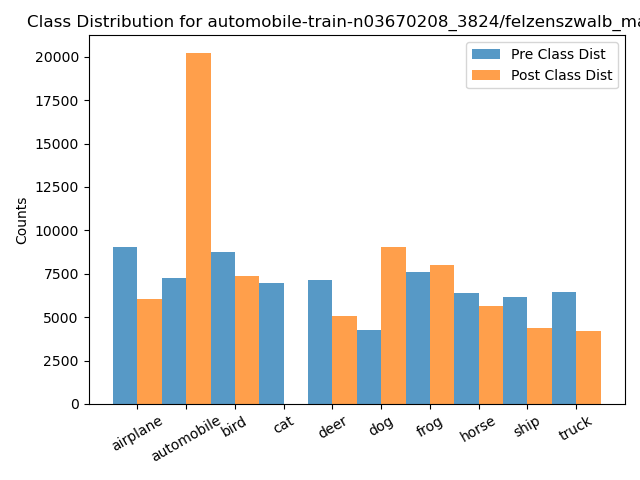 Class Distribution for automobile-train-n03670208_3824/felzenszwalb_ma
Pre Class Dist
Post Class Dist
Counts
20000
17500
15000
12500
10000
7500
5000
2500
0
airplane
automobile
bird
cat
deer
dog
frog
horse
ship
truck